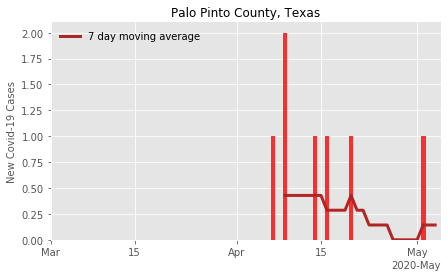 Palo Pinto County, Texas
7 day moving average
New Covid-19 Cases
2.00
1.75
1.50
1.25
1.00
0.75
0.50
0.25
0.00
Mar
15
Apr
15
May
2020-May